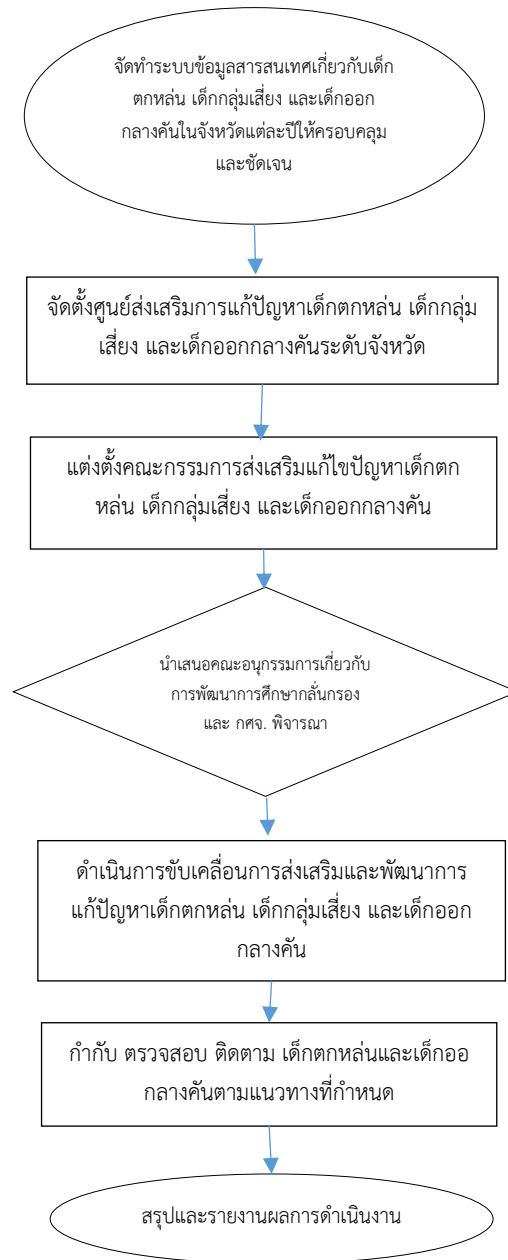 จัดทำระบบข้อมูลสารสนเทศเกี่ยวกับเด็ก
ตกหล่น เด็กกลุ่มเสี่ยง และเด็กออก
กลางคันในจังหวัดแต่ละปีให้ครอบคลุม
และชัดเจน
จัดตั้งศูนย์ส่งเสริมการแก้ปัญหาเด็กตกหล่น เด็กกลุ่ม
เสี่ยง และเด็กออกกลางคันระดับจังหวัด
แต่งตั้งคณะกรรมการส่งเสริมแก้ไขปัญหาเด็กตก
หล่น เด็กกลุ่มเสี่ยง และเด็กออกกลางคัน
นำเสนอคณะอนุกรรมการเกี่ยวกับ
การพัฒนาการศึกษากลั่นกรอง
และ กศจ. พิจารณา
ดำเนินการขับเคลื่อนการส่งเสริมและพัฒนาการ
แก้ปัญหาเด็กตกหล่น เด็กกลุ่มเสี่ยง และเด็กออก
กลางคัน
กำกับ ตรวจสอบ ติดตาม เด็กตกหล่นและเด็กออ
กลางคันตามแนวทางที่กำหนด
สรุปและรายงานผลการดำเนินงาน